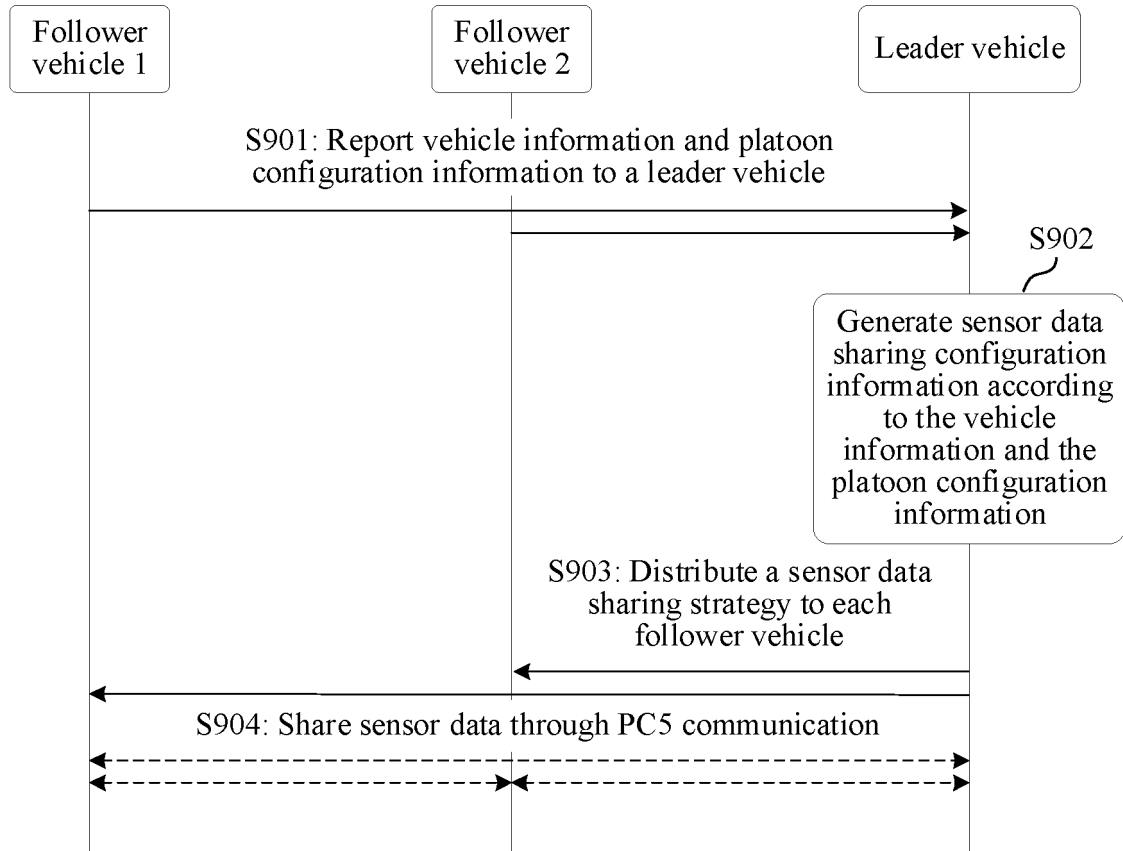 Follower
vehicle 1
Follower
vehicle 2
Leader vehicle
S901: Report vehicle information and platoon
configuration information to a leader vehicle
S902
Generate sensor data
sharing configuration
information according
to the vehicle
information and the
platoon configuration
information
S903: Distribute a sensor data
sharing strategy to each
follower vehicle
S904: Share sensor data through PC5 communication